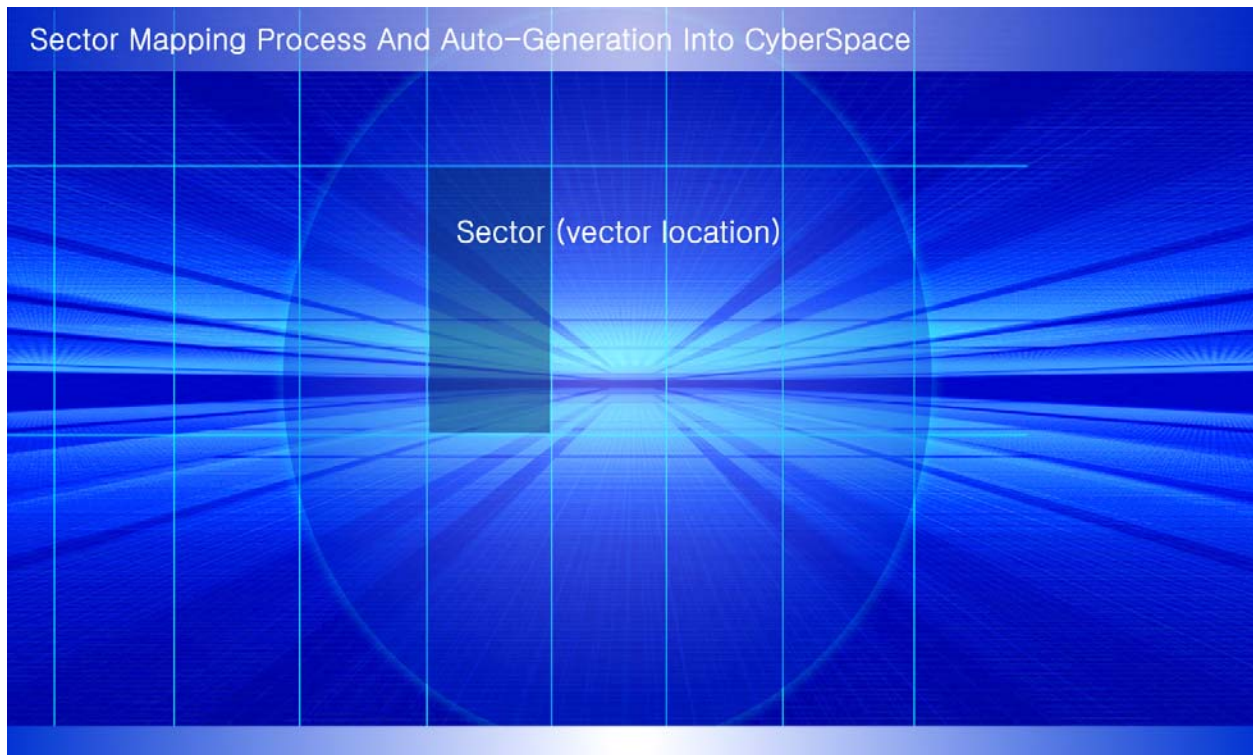 Sector Mapping Process And Auto-Generation Into CyberSpace
Sector (vector location)